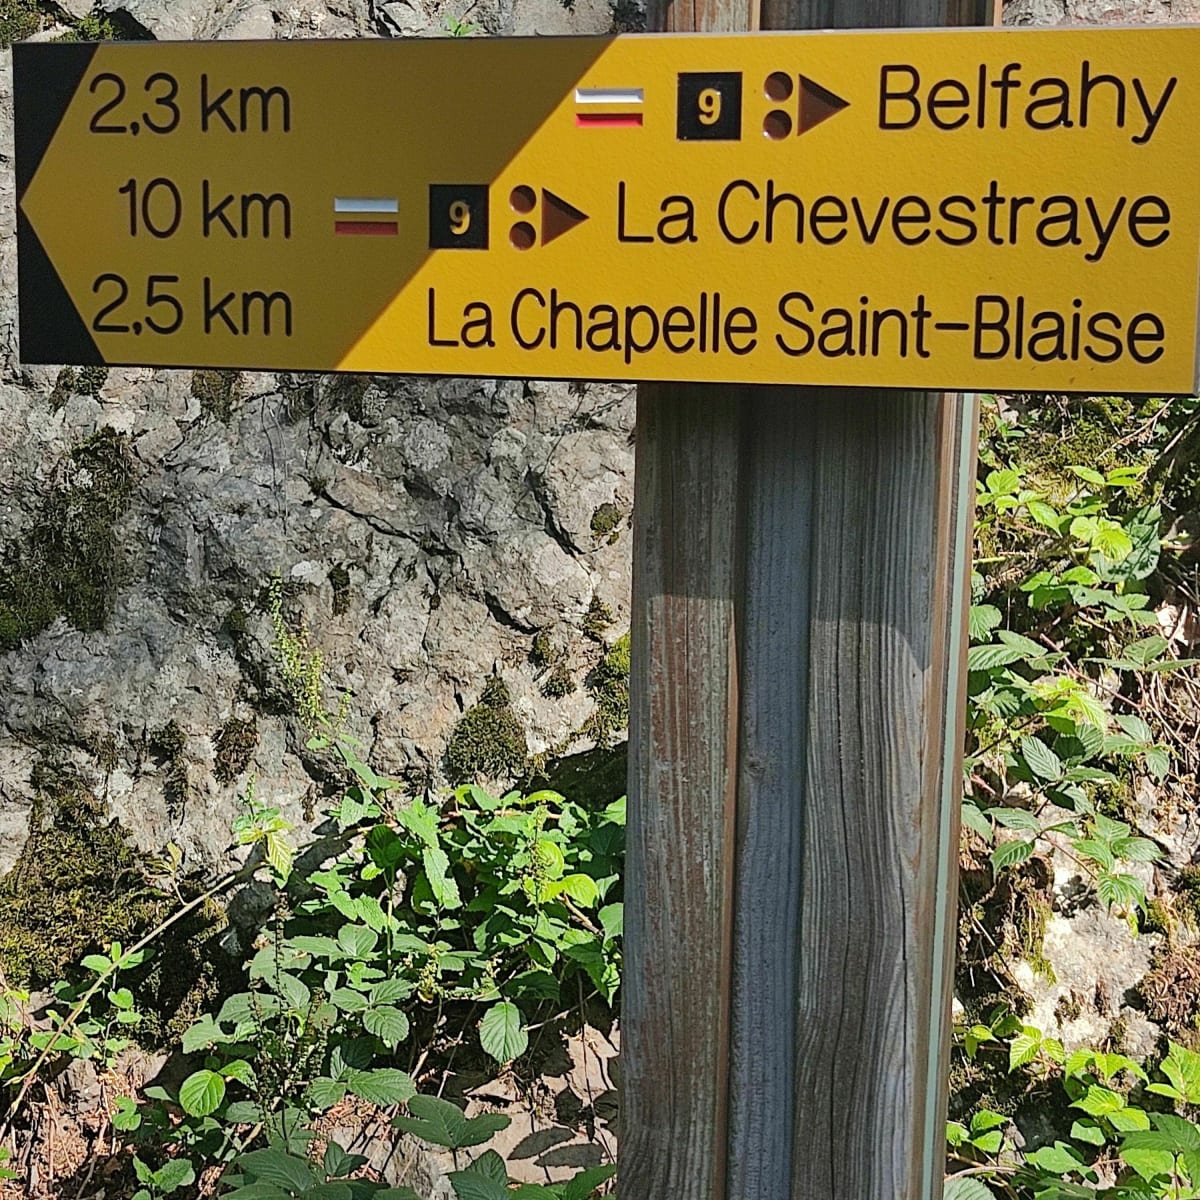 2,3 km 9 Belfahy
10 km 9 La Chevestraye
2,5 km La Chapelle Saint-Blaise